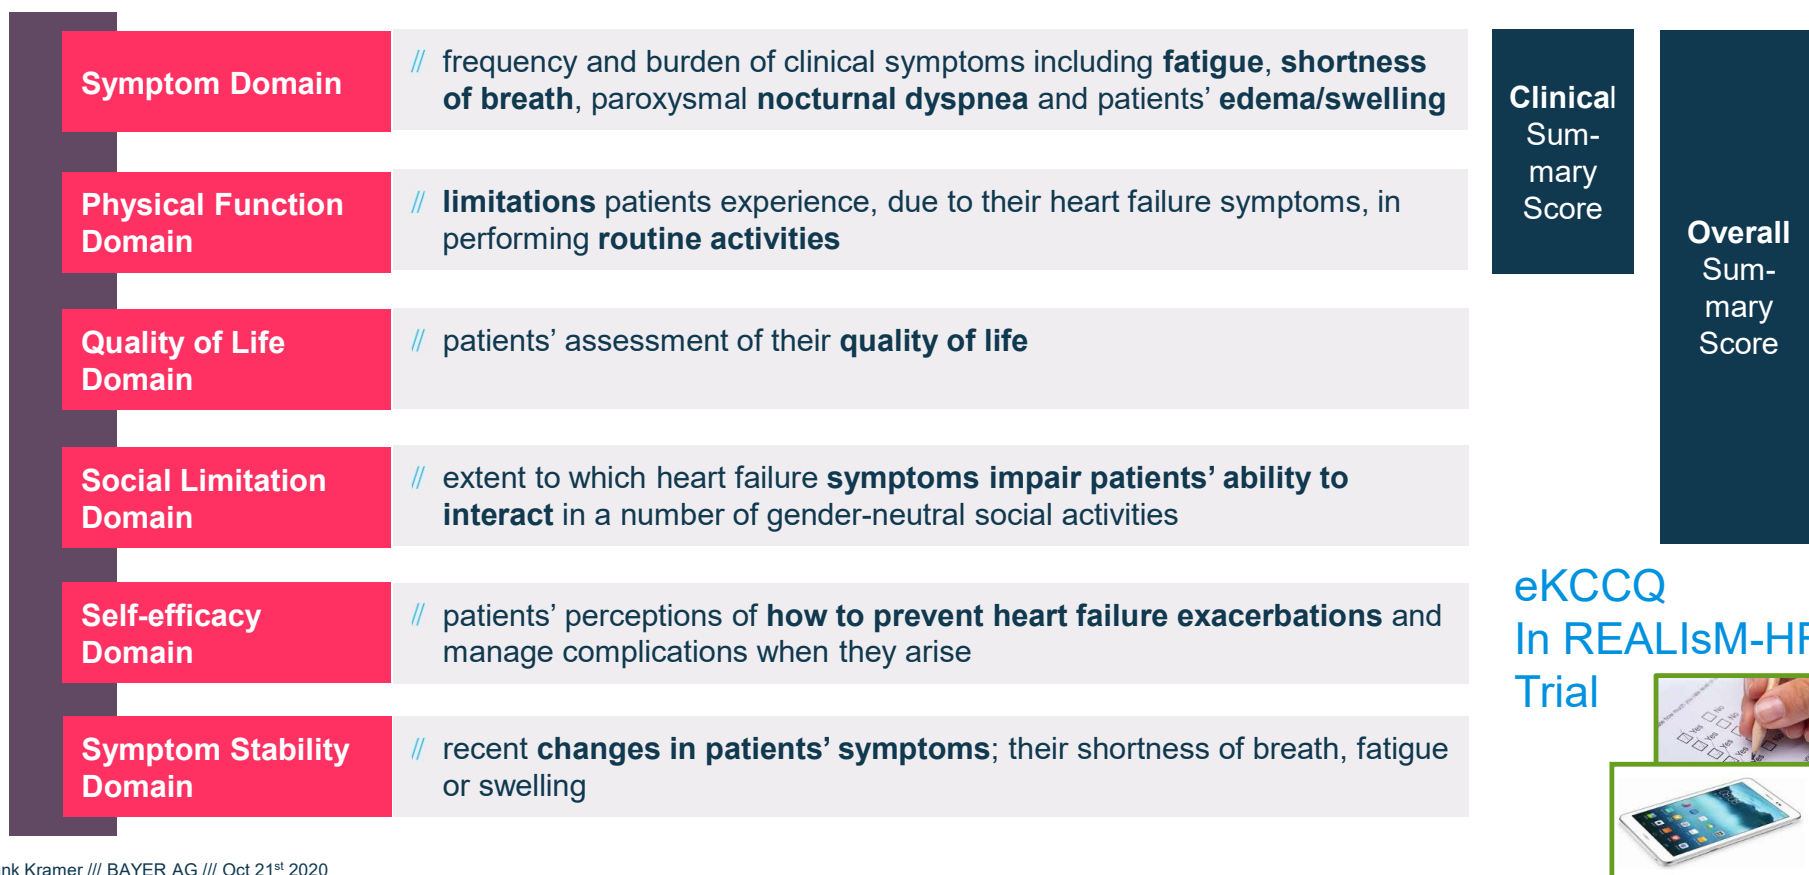 Symptom Domain
// frequency and burden of clinical symptoms including fatigue, shortness
of breath, paroxysmal nocturnal dyspnea and patients’ edema/swelling
Physical Function
Domain
// limitations patients experience, due to their heart failure symptoms, in
performing routine activities
Quality of Life
Domain
// patients’ assessment of their quality of life
Social Limitation
Domain
// extent to which heart failure symptoms impair patients’ ability to
interact in a number of gender-neutral social activities
Self-efficacy
Domain
// patients’ perceptions of how to prevent heart failure exacerbations and
manage complications when they arise
Symptom Stability
Domain
// recent changes in patients’ symptoms; their shortness of breath, fatigue
or swelling
Clinical
Sum-
mary
Score
Overall
Sum-
mary
Score
eKCCQ
In REALIsM-HF
Trial
No
No
Yes
Yes
Yes
Yes
nk Kramer /// BAYER AG /// Oct 21st 2020